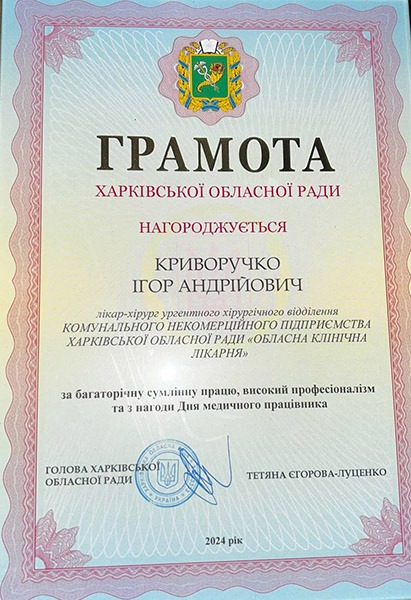 ГРАМОТА
ХАРКІВСЬКОЇ ОБЛАСНОЇ РАДИ
НАГОРОДЖУЄТЬСЯ
КРИВОРУЧКО
ІГОР АНДРІЙОВИЧ
лікар-хірург ургентного хірургічного відділення
КОМУНАЛЬНОГО НЕКОМЕРЦІЙНОГО ПІДПРИЄМСТВА
ХАРКІВСЬКОЇ ОБЛАСНОЇ РАДИ «ОБЛАСНА КЛІНІЧНА
ЛІКАРНЯ»
за багаторічну сумлінну працю, високий професіоналізм
та з нагоди Дня медичного працівника
ГОЛОВА ХАРКІВСЬКОЇ
ОБЛАСНОЇ РАДИ
ТЕТЯНА ЄГОРОВА-ЛУЦЕНКО
2024 рік